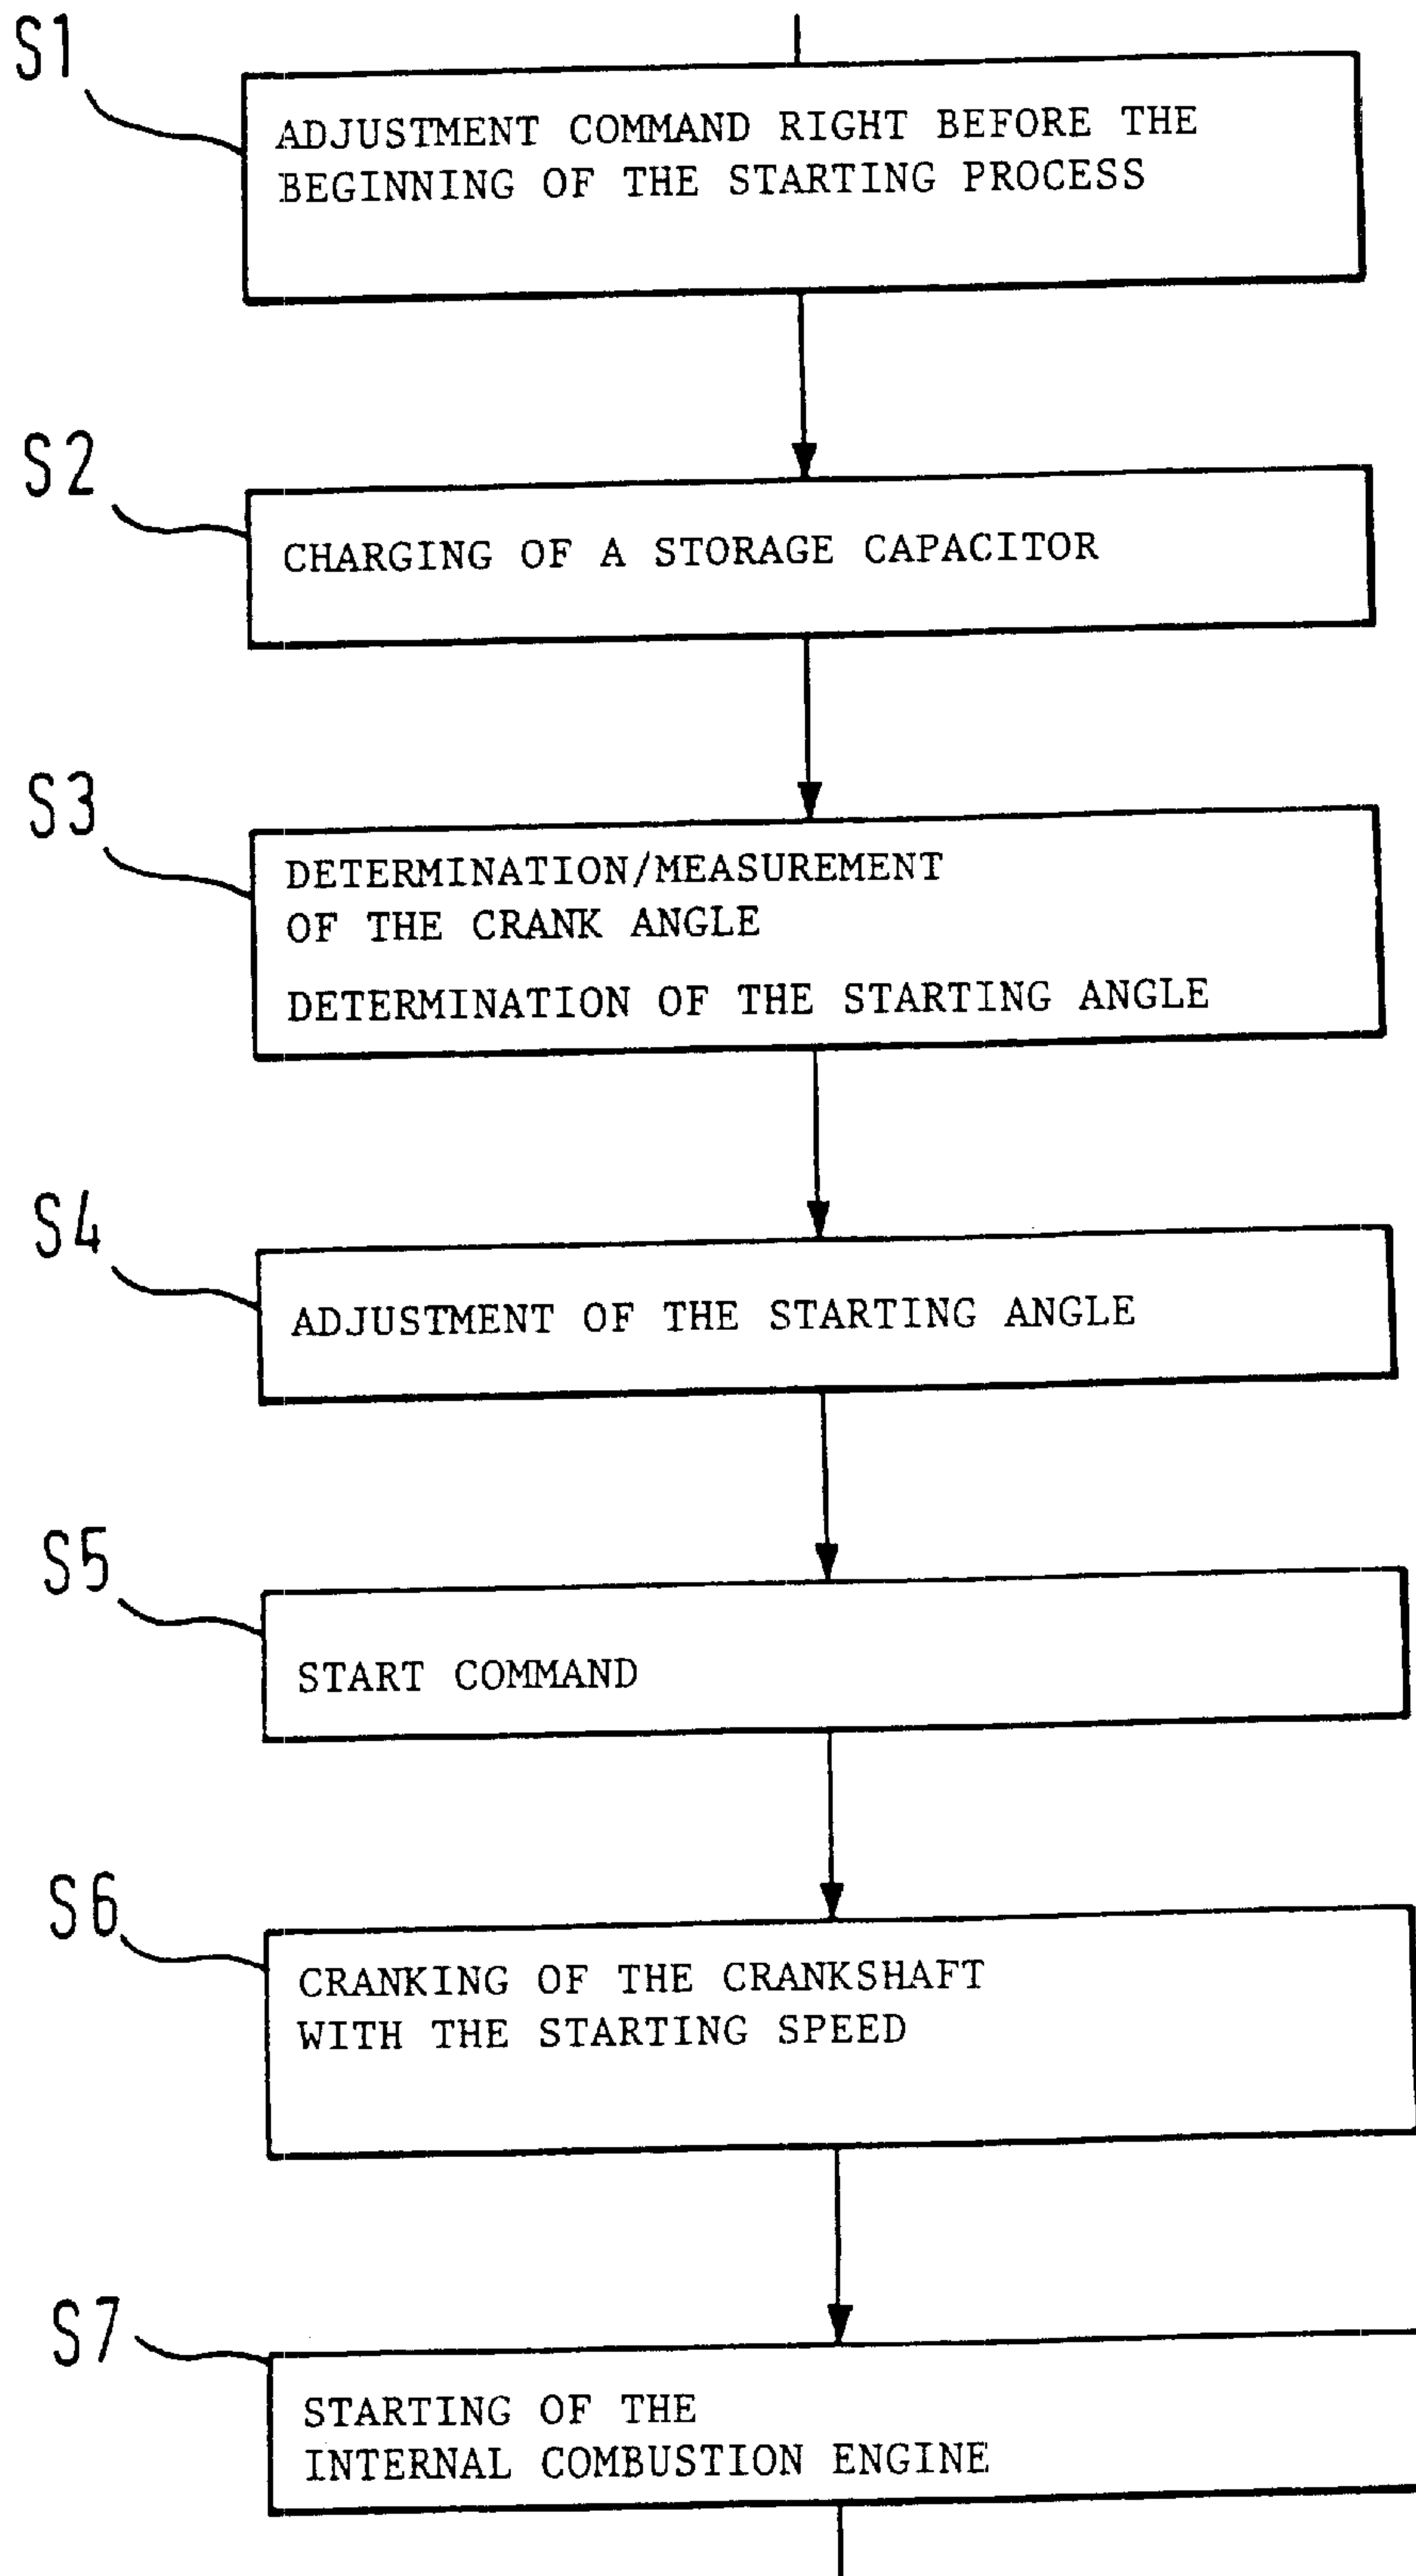 S1
ADJUSTMENT COMMAND RIGHT BEFORE THE
BEGINNING OF THE STARTING PROCESS
S2
CHARGING OF A STORAGE CAPACITOR
S3
DETERMINATION/MEASUREMENT
OF THE CRANK ANGLE
DETERMINATION OF THE STARTING ANGLE
S4
ADJUSTMENT OF THE STARTING ANGLE
S5
START COMMAND
S6
CRANKING OF THE CRANKSHAFT
WITH THE STARTING SPEED
S7
STARTING OF THE
INTERNAL COMBUSTION ENGINE